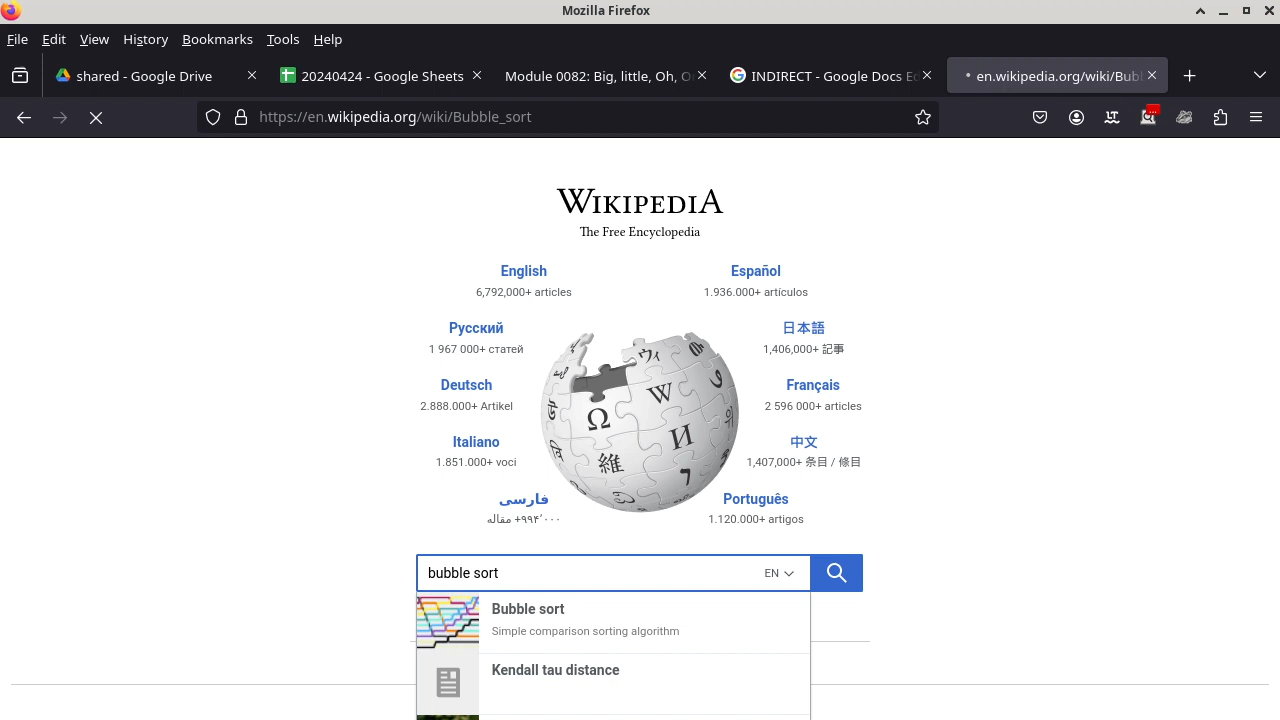 Mozilla Firefox
File Edit View History Bookmarks Tools Help
shared - Google Drive
20240424 - Google Sheets
Module 0082: Big, little, Oh, O
INDIRECT - Google Docs Ed
en.wikipedia.org/wiki/Bubl
https://en.wikipedia.org/wiki/Bubble_sort
WIKIPEDIA
The Free Encyclopedia
English Español
6,792,000+ articles 1.936.000+ artículos
Русский 日本語
1 967 000+ статей 1,406,000+ 記事
Deutsch Français
2.888.000+ Artikel 2 596 000+ articles
Italiano 中文
1.851.000+ voci 1,407,000+ 条目 / 條目
فارسی Português
۹۹۴٬۰۰۰+ مقاله 1.120.000+ artigos
Ω W И 維 ウィ
bubble sort EN
Bubble sort
Simple comparison sorting algorithm
Kendall tau distance